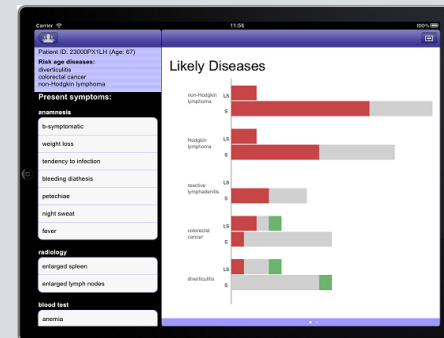 Carrier
11:56
100%
Patient ID: 23000PX1LH (Age: 67)
Risk age diseases:
diverticulitis
colorectal cancer
non-Hodgkin lymphoma
Present symptoms:
anamnesis
b-symptomatic
weight loss
tendency to infection
bleeding diathesis
petechiae
night sweat
fever
radiology
enlarged spleen
enlarged lymph nodes
blood test
anemia
Likely Diseases
non-Hodgkin
lymphoma
LS
S
Hodgkin
lymphoma
LS
S
reactive
lymphadenitis
LS
S
colorectal
cancer
LS
S
diverticulitis
LS
S